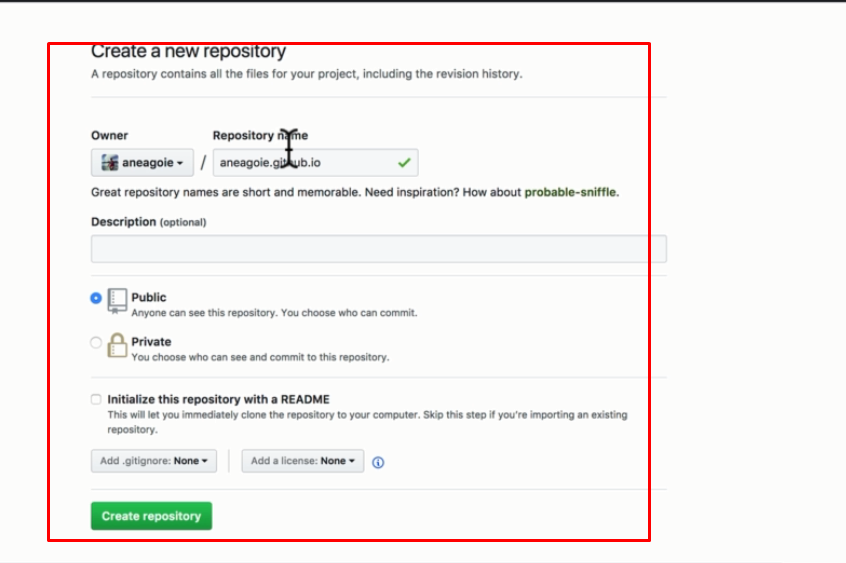 Create a new repository
A repository contains all the files for your project, including the revision history.
Owner
Repository name
aneagoie
/
aneagoie.github.io
Great repository names are short and memorable. Need inspiration? How about probable-sniffle.
Description (optional)
Public
Anyone can see this repository. You choose who can commit.
Private
You choose who can see and commit to this repository.
Initialize this repository with a README
This will let you immediately clone the repository to your computer. Skip this step if you're importing an existing
repository.
Add .gitignore: None
Add a license: None
Create repository